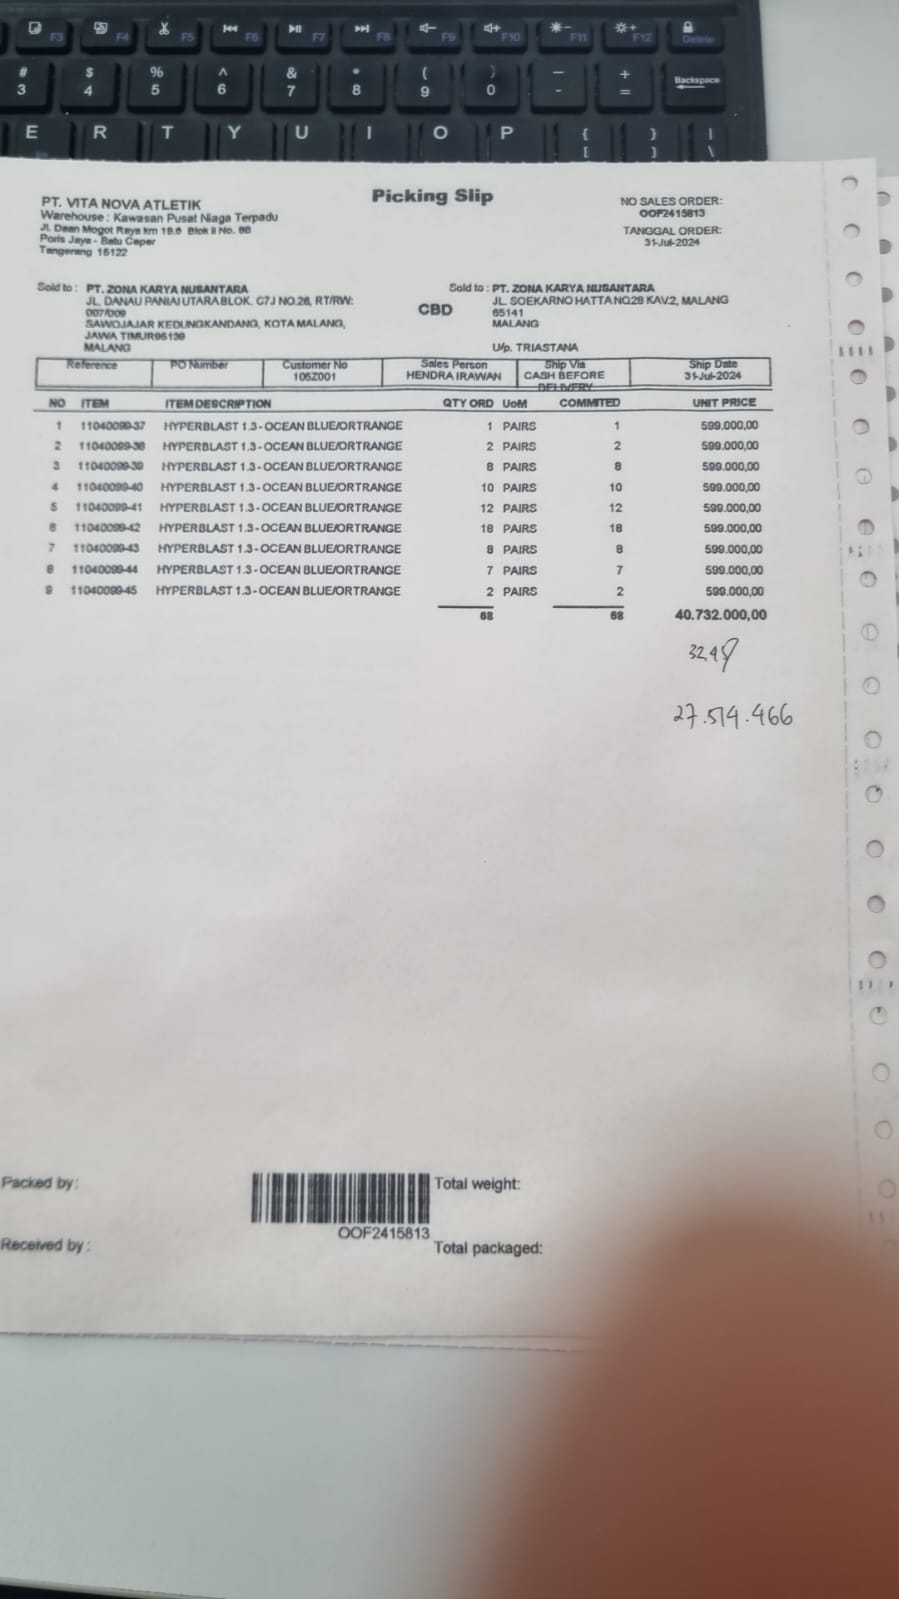 F3 F4 F5 F6 F7 F8 F9 F10 F11 F12 Delete
# $ % ^ & * ( ) — + Backspace
3 4 5 6 7 8 9 0 - =
E R T Y U I O P { } |
[ ] \
Picking Slip
PT. VITA NOVA ATLETIK
Warehouse : Kawasan Pusat Niaga Terpadu
Jl. Daan Mogot Raya km
Poris Jaya - Batu Ceper
Tangerang 15122
NO SALES ORDER:
OOF2415813
TANGGAL ORDER:
31-Jul-2024
Sold to : PT. ZONA KARYA NUSANTARA
JL. DANAU PANIAI UTARA BLOK. C7J NO.26, RT/RW:
007/009
SAWOJAJAR KEDUNGKANDANG, KOTA MALANG,
JAWA TIMUR
MALANG
CBD
Sold to : PT. ZONA KARYA NUSANTARA
JL. SOEKARNO HATTA NO28 KAV.2, MALANG
65141
MALANG
U/p. TRIASTANA
Reference PO Number Customer No Sales Person Ship Via Ship Date
105Z001 HENDRA IRAWAN CASH BEFORE DELIVERY 31-Jul-2024
NO ITEM ITEM DESCRIPTION QTY ORD UoM COMMITED UNIT PRICE
1 11040099-37 HYPERBLAST 1.3 - OCEAN BLUE/ORTRANGE 1 PAIRS 1 599.000,00
2 11040099-38 HYPERBLAST 1.3 - OCEAN BLUE/ORTRANGE 2 PAIRS 2 599.000,00
3 11040099-39 HYPERBLAST 1.3 - OCEAN BLUE/ORTRANGE 8 PAIRS 8 599.000,00
4 11040099-40 HYPERBLAST 1.3 - OCEAN BLUE/ORTRANGE 10 PAIRS 10 599.000,00
5 11040099-41 HYPERBLAST 1.3 - OCEAN BLUE/ORTRANGE 12 PAIRS 12 599.000,00
6 11040099-42 HYPERBLAST 1.3 - OCEAN BLUE/ORTRANGE 18 PAIRS 18 599.000,00
7 11040099-43 HYPERBLAST 1.3 - OCEAN BLUE/ORTRANGE 8 PAIRS 8 599.000,00
8 11040099-44 HYPERBLAST 1.3 - OCEAN BLUE/ORTRANGE 7 PAIRS 7 599.000,00
9 11040099-45 HYPERBLAST 1.3 - OCEAN BLUE/ORTRANGE 2 PAIRS 2 599.000,00
68 68 40.732.000,00
27.514.466
Packed by :
Total weight:
OOF2415813
Received by :
Total packaged: